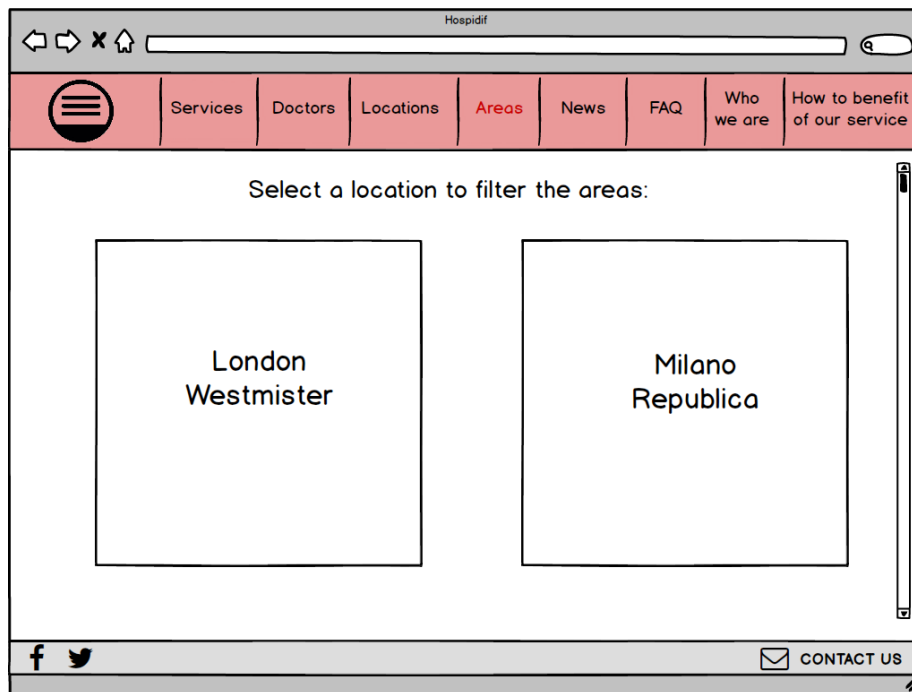 Hospidif
Services
Doctors
Locations
Areas
News
FAQ
Who
we are
How to benefit
of our service
Select a location to filter the areas:
London
Westmister
Milano
Republica
CONTACT US